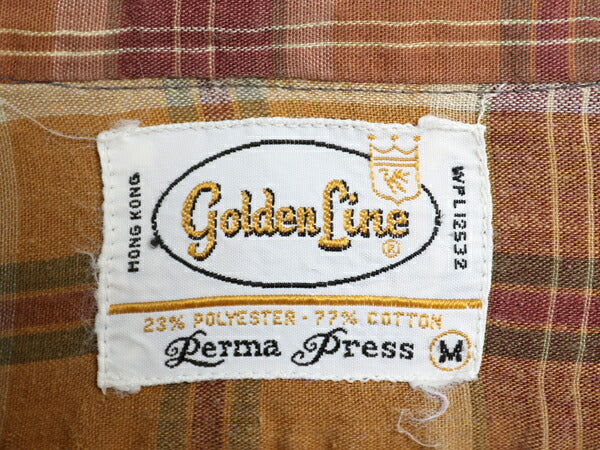 HONG KONG
Golden Line ®
WPL12532
23% POLYESTER - 77% COTTON
Perma Press M